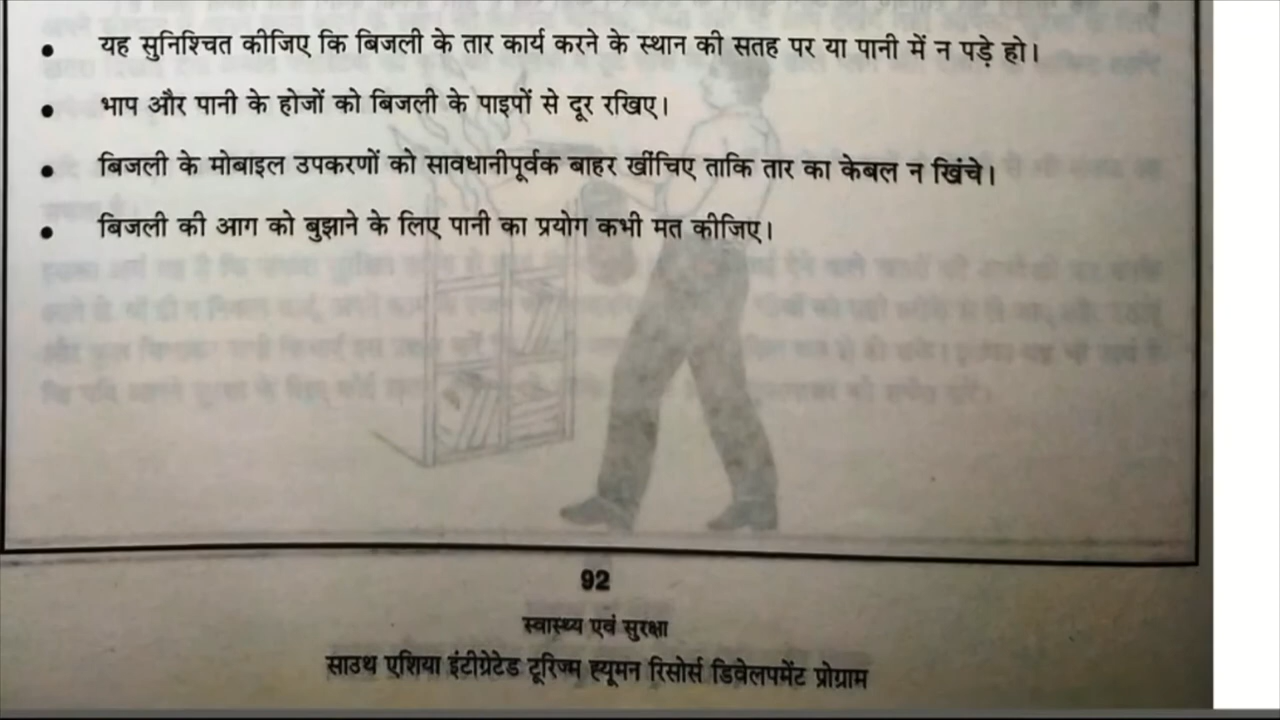 • यह सुनिश्चित कीजिए कि बिजली के तार कार्य करने के स्थान की सतह पर या पानी में न पड़े हो।
• भाप और पानी के होजों को बिजली के पाइपों से दूर रखिए।
• बिजली के मोबाइल उपकरणों को सावधानीपूर्वक बाहर खींचिए ताकि तार का केबल न खिंचे।
• बिजली की आग को बुझाने के लिए पानी का प्रयोग कभी मत कीजिए।
92
स्वास्थ्य एवं सुरक्षा
साउथ एशिया इंटीग्रेटेड टूरिज्म ह्यूमन रिसोर्स डिवेलपमेंट प्रोग्राम